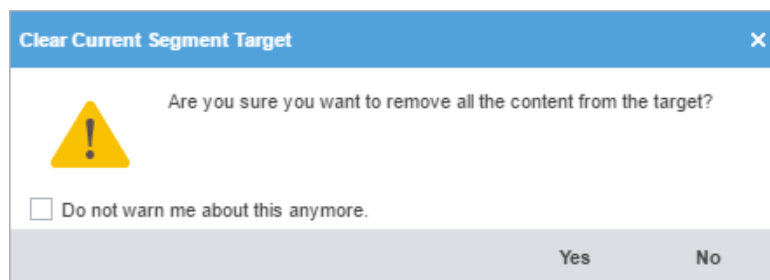 Clear Current Segment Target
Are you sure you want to remove all the content from the target?
Do not warn me about this anymore.
Yes No